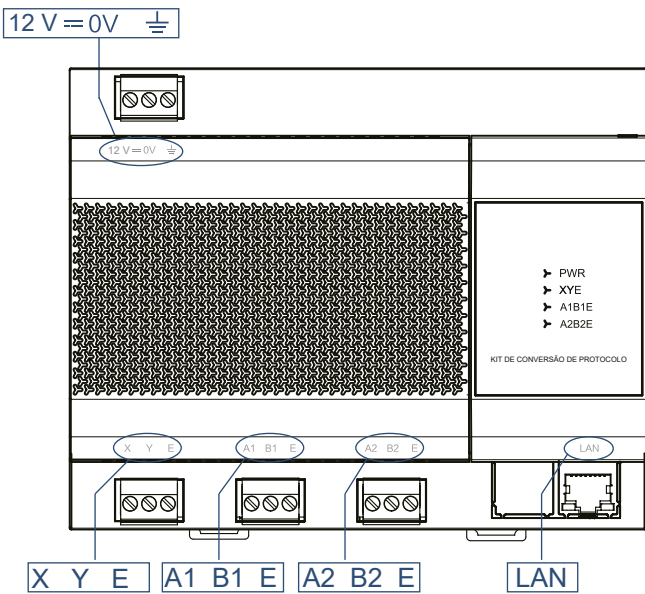 12 V ⎓ 0V ⏚
12 V ⎓ 0V ⏚
PWR
XYE
A1B1E
A2B2E
KIT DE CONVERSÃO DE PROTOCOLO
X Y E
A1 B1 E
A2 B2 E
LAN
X Y E
A1 B1 E
A2 B2 E
LAN